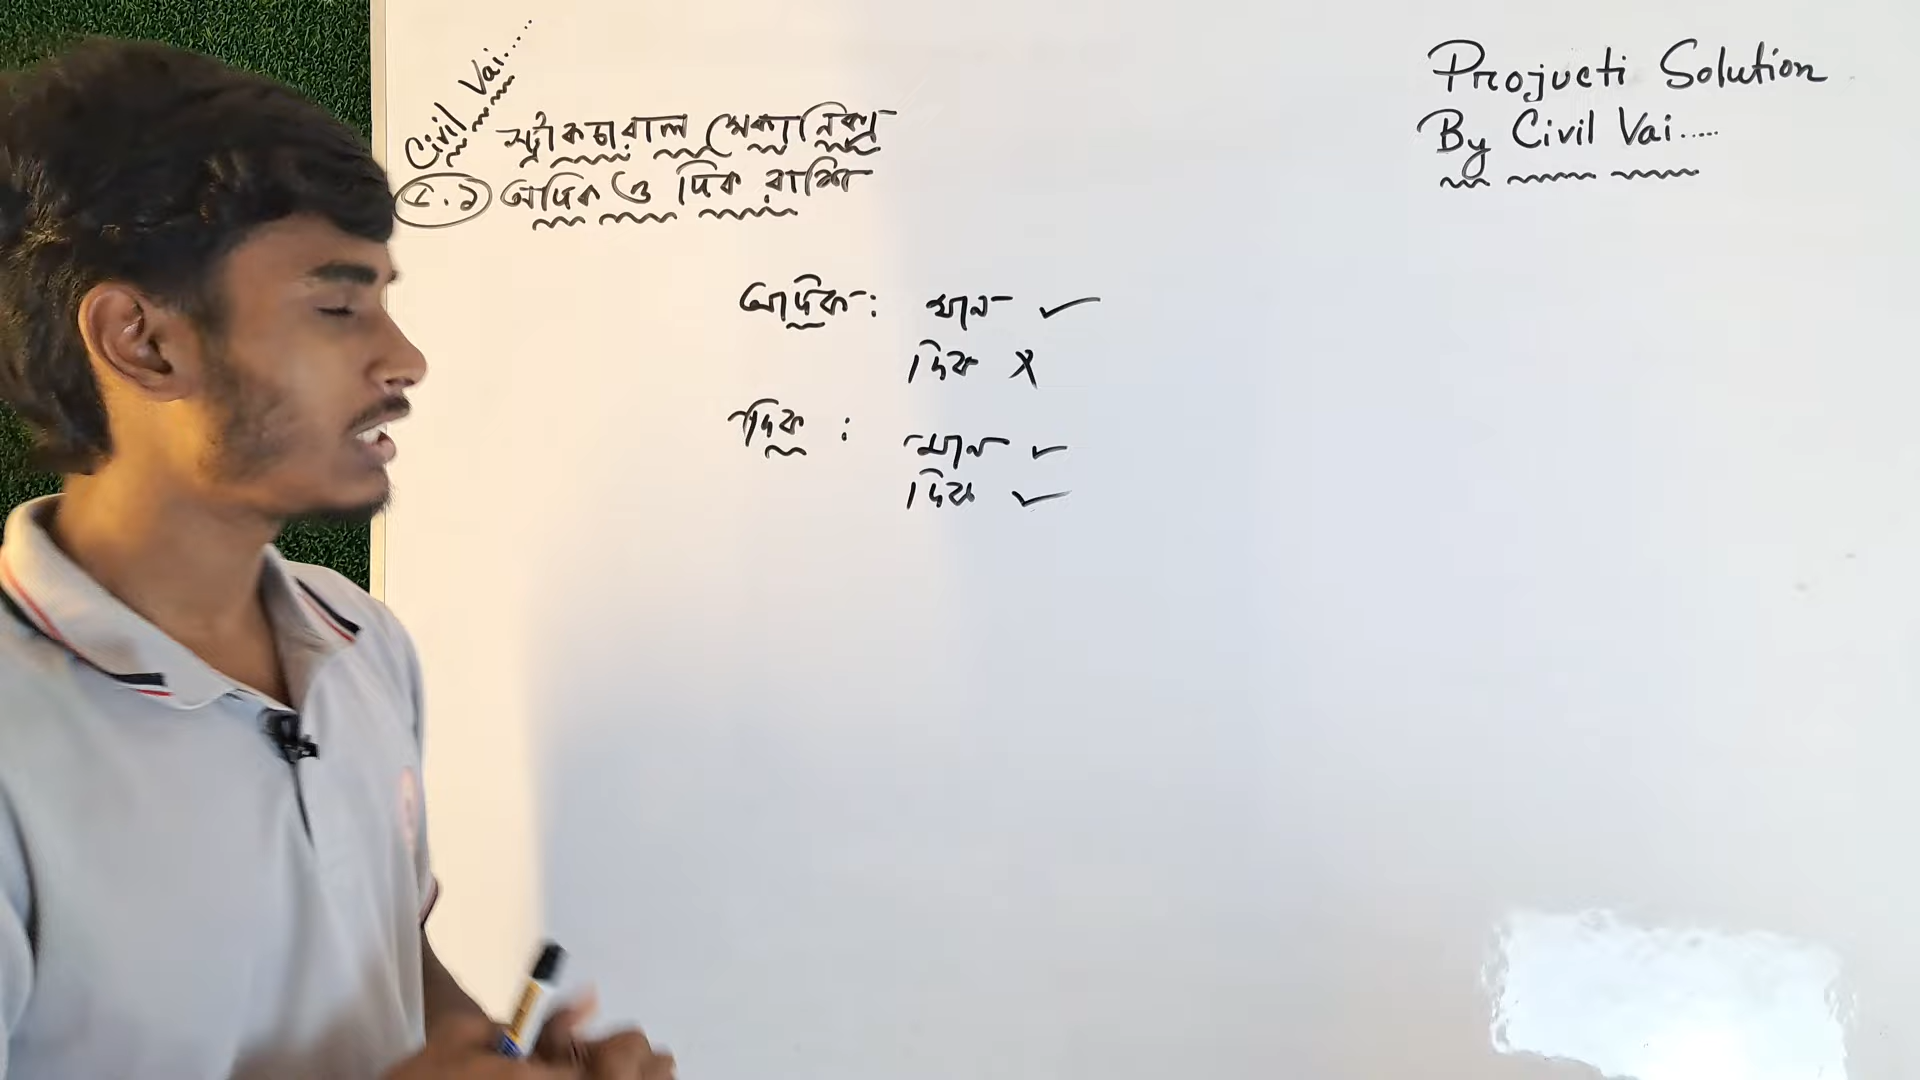 Civil Vai.....
স্ট্রাকচারাল মেকানিক্স
৫.১ অদিক ও দিক রাশি
Projucti Solution
By Civil Vai.....
অদিক : মান ✓
দিক X
দিক : মান ✓
দিক ✓